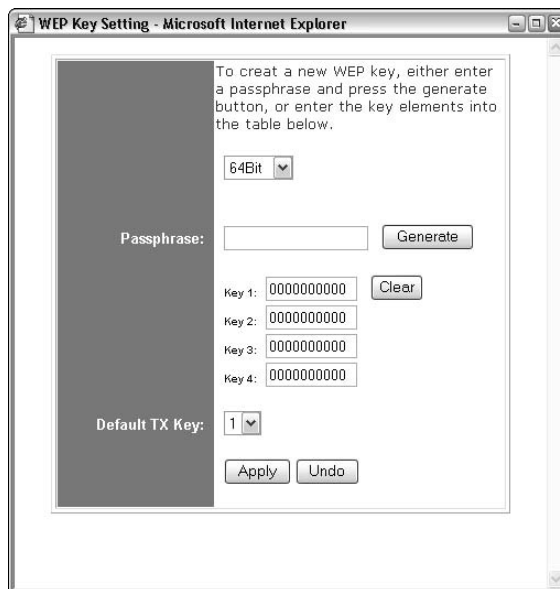 WEP Key Setting - Microsoft Internet Explorer
To creat a new WEP key, either enter
a passphrase and press the generate
button, or enter the key elements into
the table below.
64Bit
Passphrase: Generate
Key 1: 0000000000 Clear
Key 2: 0000000000
Key 3: 0000000000
Key 4: 0000000000
Default TX Key: 1
Apply Undo